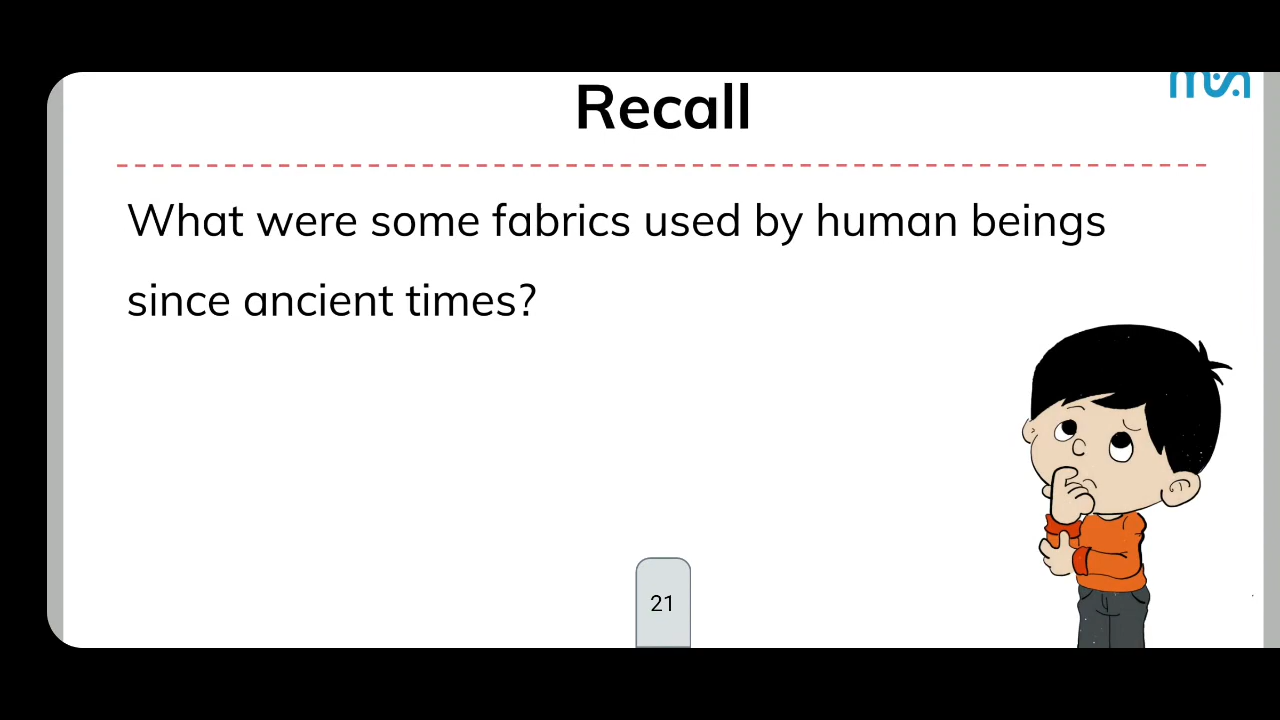 Recall
What were some fabrics used by human beings
since ancient times?
21